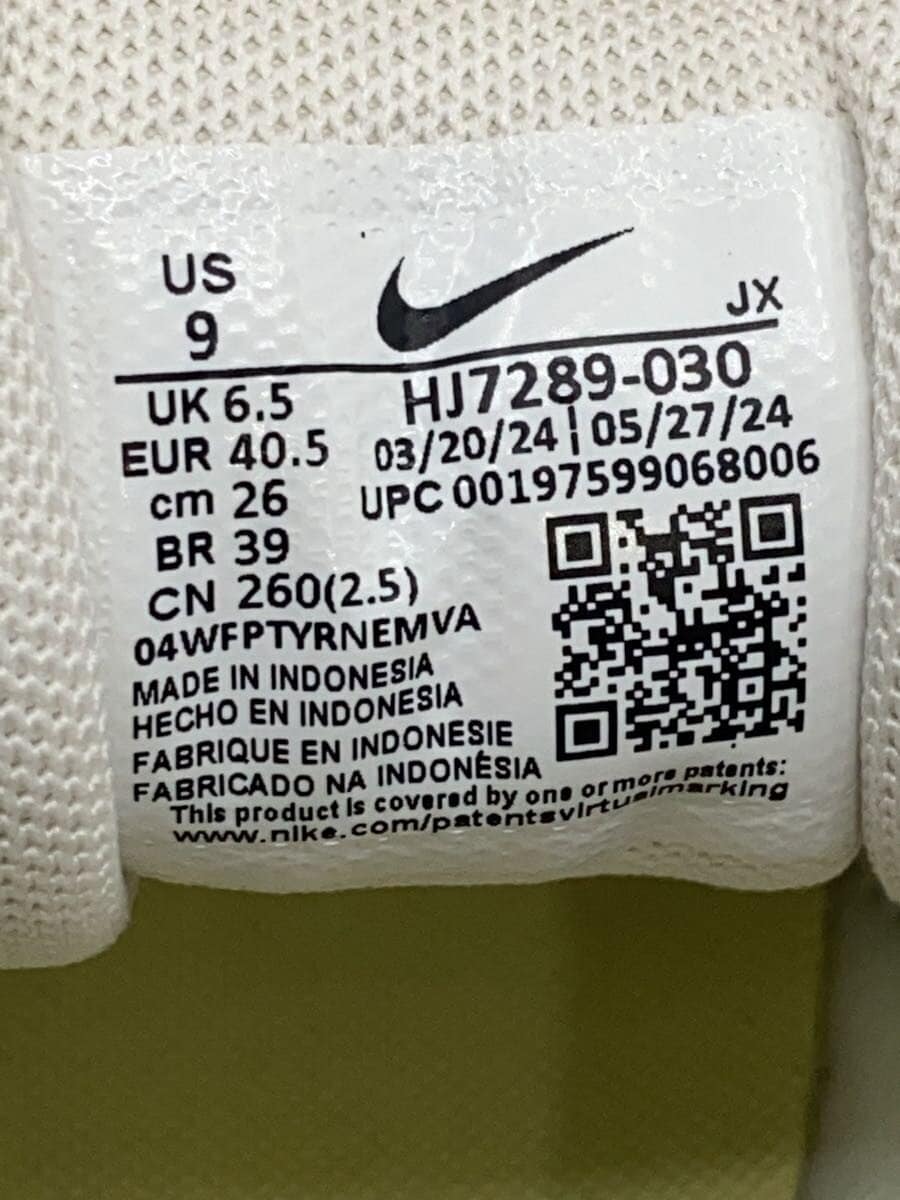 US
9
JX
UK 6.5
EUR 40.5
cm 26
BR 39
CN 260(2.5)
HJ7289-030
03/20/24 | 05/27/24
UPC 00197599068006
04WFPTYRNEMVA
MADE IN INDONESIA
HECHO EN INDONESIA
FABRIQUE EN INDONESIE
FABRICADO NA INDONÉSIA
This product is covered by one or more patents:
www.nike.com/patentsvirtualmarking